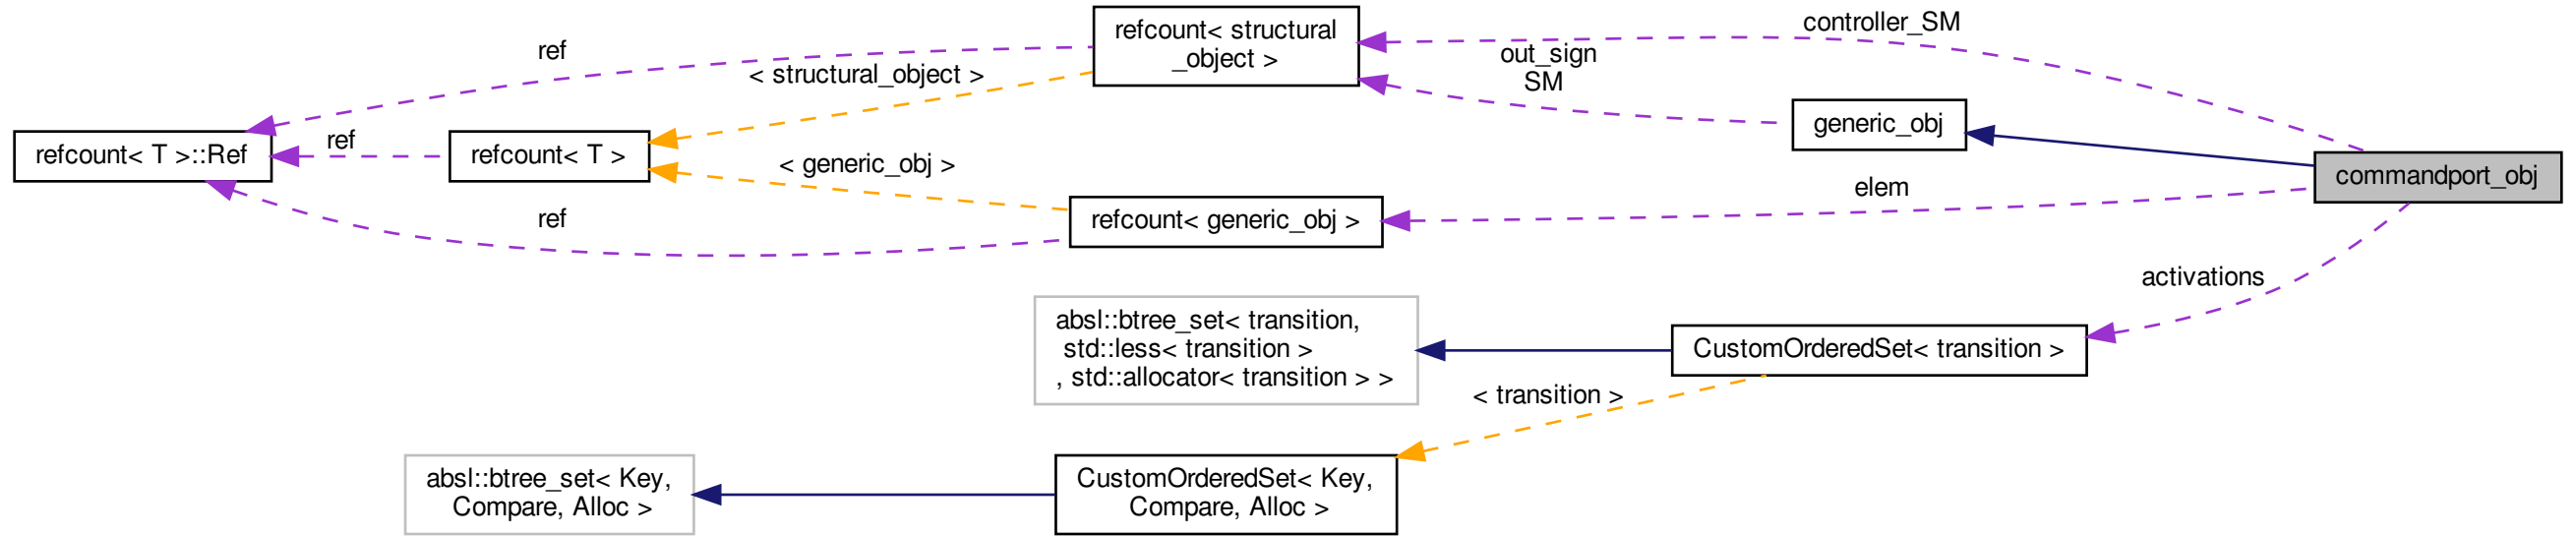 refcount< structural
_object >
controller_SM
out_sign
SM
ref
< structural_object >
generic_obj
refcount< T >::Ref
ref
refcount< T >
< generic_obj >
commandport_obj
elem
ref
refcount< generic_obj >
activations
absl::btree_set< transition,
std::less< transition >
, std::allocator< transition > >
CustomOrderedSet< transition >
< transition >
absl::btree_set< Key,
Compare, Alloc >
CustomOrderedSet< Key,
Compare, Alloc >